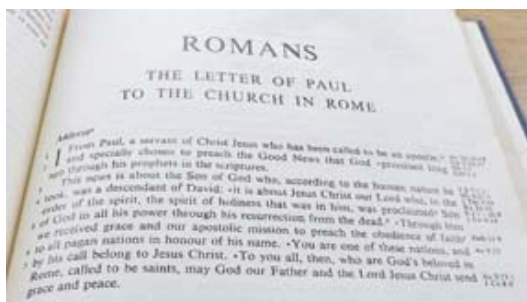 ROMANS
THE LETTER OF PAUL
TO THE CHURCH IN ROME
Address
1 From Paul, a servant of Christ Jesus who has been called to be an apostle,
and specially chosen to preach the Good News that God promised long
ago through his prophets in the scriptures.
This news is about the Son of God who, according to the human nature he
took, was a descendant of David: it is about Jesus Christ our Lord who, in the
order of the spirit, the spirit of holiness that was in him, was proclaimed Son
of God in all his power through his resurrection from the dead. Through him
we received grace and our apostolic mission to preach the obedience of faith
to all pagan nations in honour of his name. You are one of these nations, and
by his call belong to Jesus Christ. To you all, then, who are God's beloved in
Rome, called to be saints, may God our Father and the Lord Jesus Christ send
grace and peace.